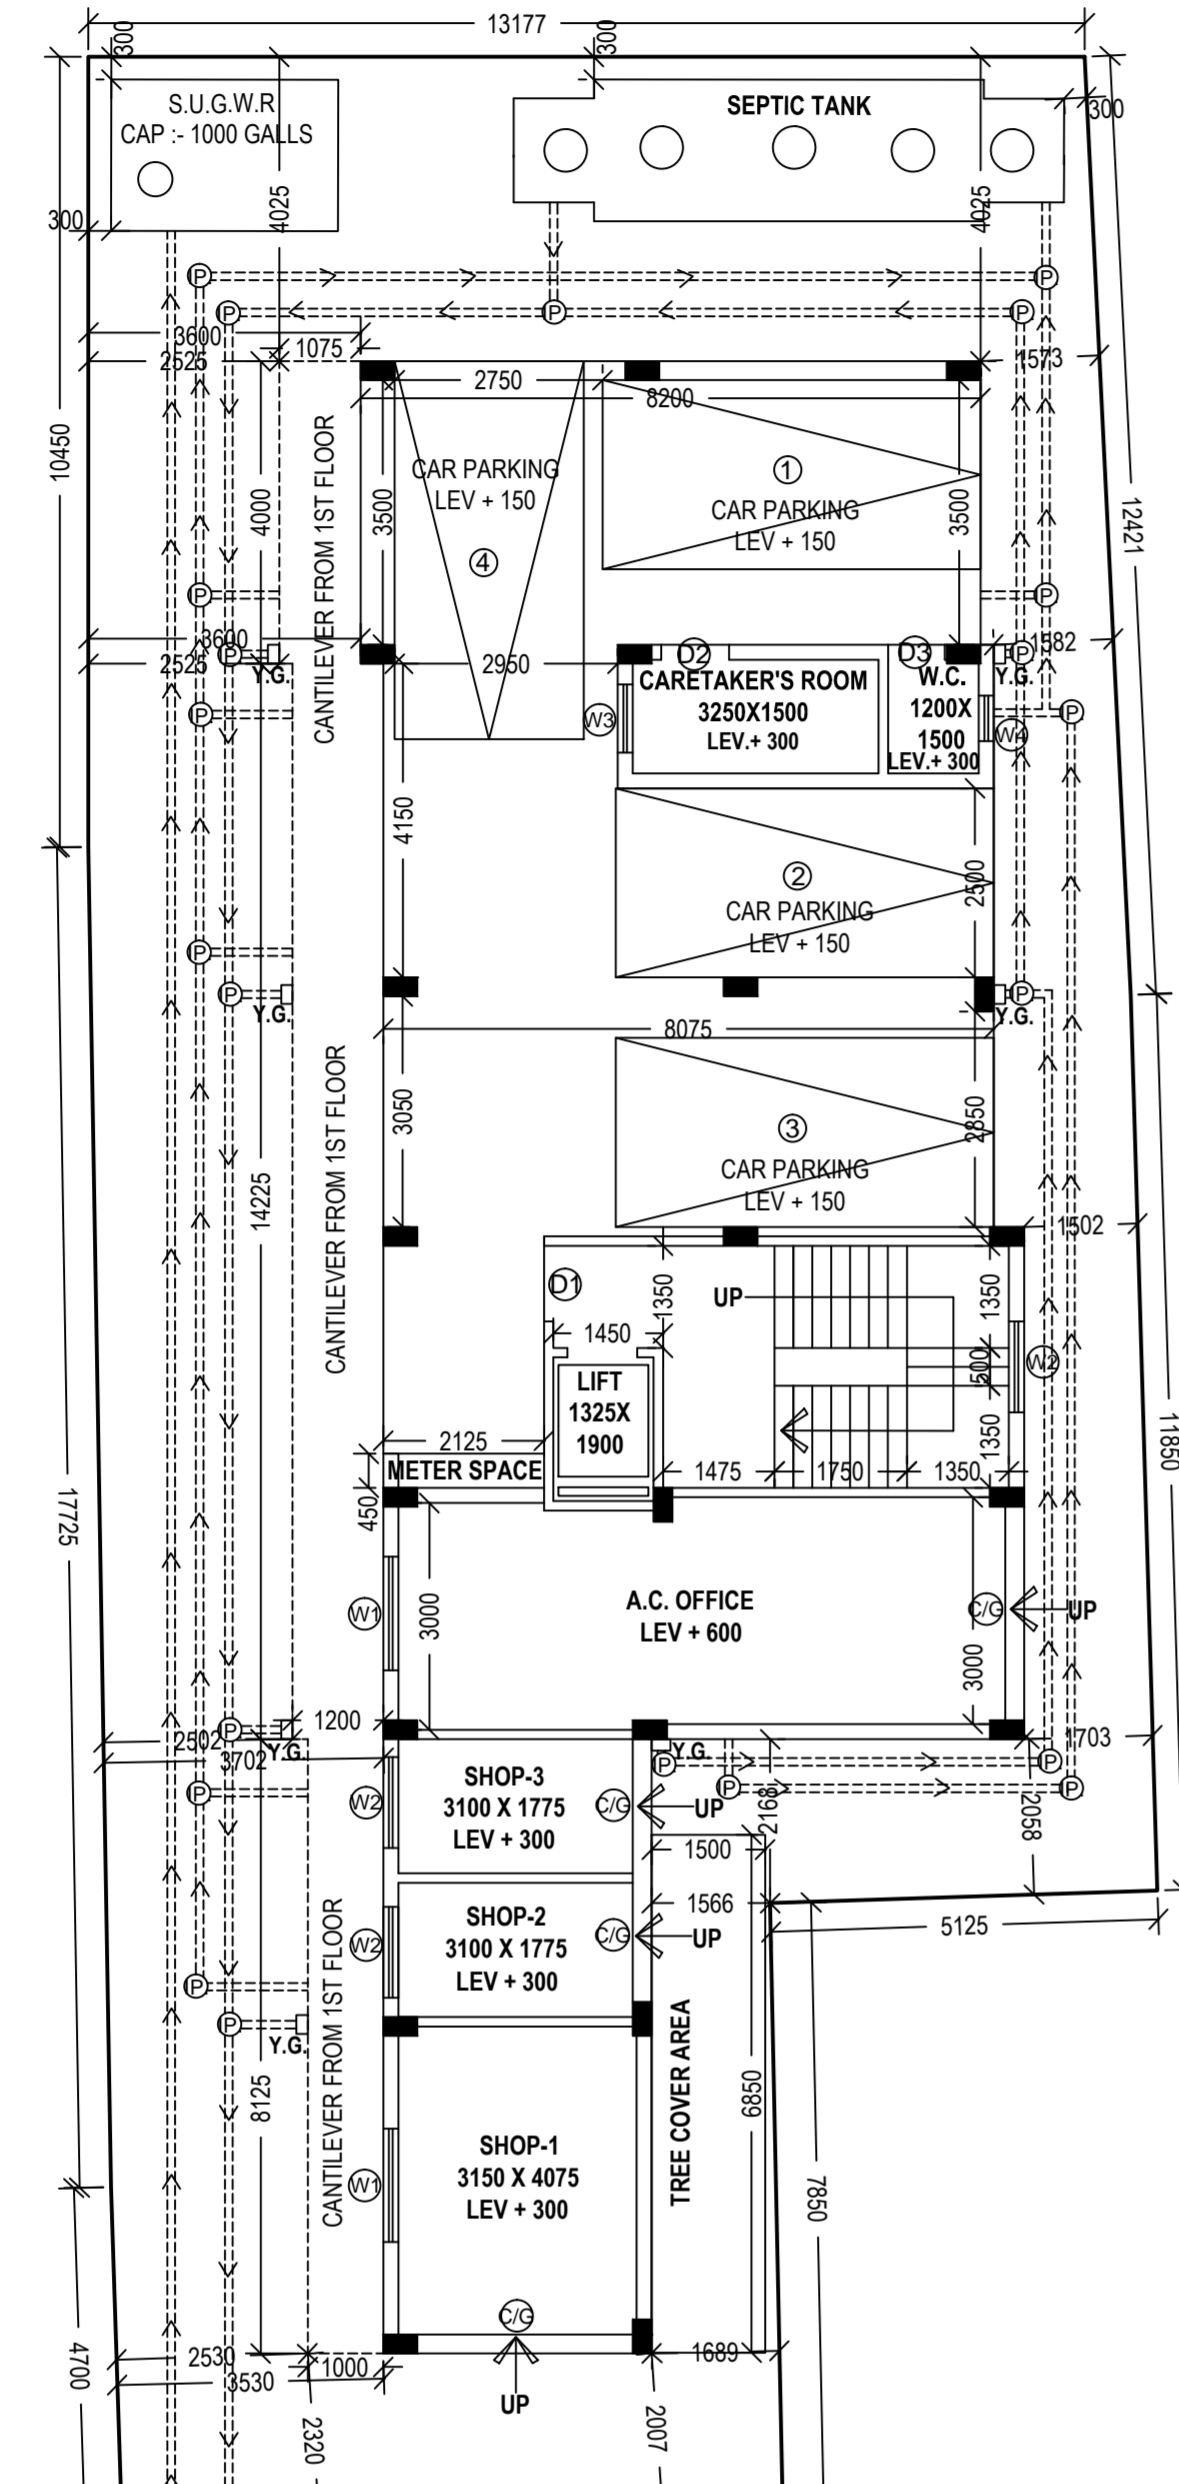 13177
300
300
S.U.G.W.R
CAP :- 1000 GALLS
SEPTIC TANK
300
4025
4025
300
P
P
P
P
P
3600
1075
2525
1573
2750
8200
10450
CANTILEVER FROM 1ST FLOOR
4000
3500
CAR PARKING
LEV + 150
4
1
CAR PARKING
LEV + 150
3500
12421
P
P
3600
2525
P
Y.G.
2950
D2
D3
P
1582
Y.G.
CARETAKER'S ROOM
3250X1500
LEV.+ 300
W.C.
1200X
1500
LEV.+ 300
W3
W4
P
P
4150
2
CAR PARKING
LEV + 150
2500
P
P
Y.G.
P
Y.G.
8075
CANTILEVER FROM 1ST FLOOR
3050
3
CAR PARKING
LEV + 150
2850
14225
1502
D1
1350
UP
1350
1450
500
W2
LIFT
1325X
1900
1350
2125
METER SPACE
1475
1750
1350
450
11850
17725
W1
3000
A.C. OFFICE
LEV + 600
C/G
UP
3000
P
1200
2502
3702
Y.G.
1703
P
SHOP-3
3100 X 1775
LEV + 300
W2
C/G
UP
Y.G.
P
P
P
P
2168
2058
1500
1566
5125
SHOP-2
3100 X 1775
LEV + 300
W2
C/G
UP
P
P
Y.G.
CANTILEVER FROM 1ST FLOOR
8125
TREE COVER AREA
6850
7850
SHOP-1
3150 X 4075
LEV + 300
W1
C/G
UP
4700
2530
1000
3530
1689
2320
2007